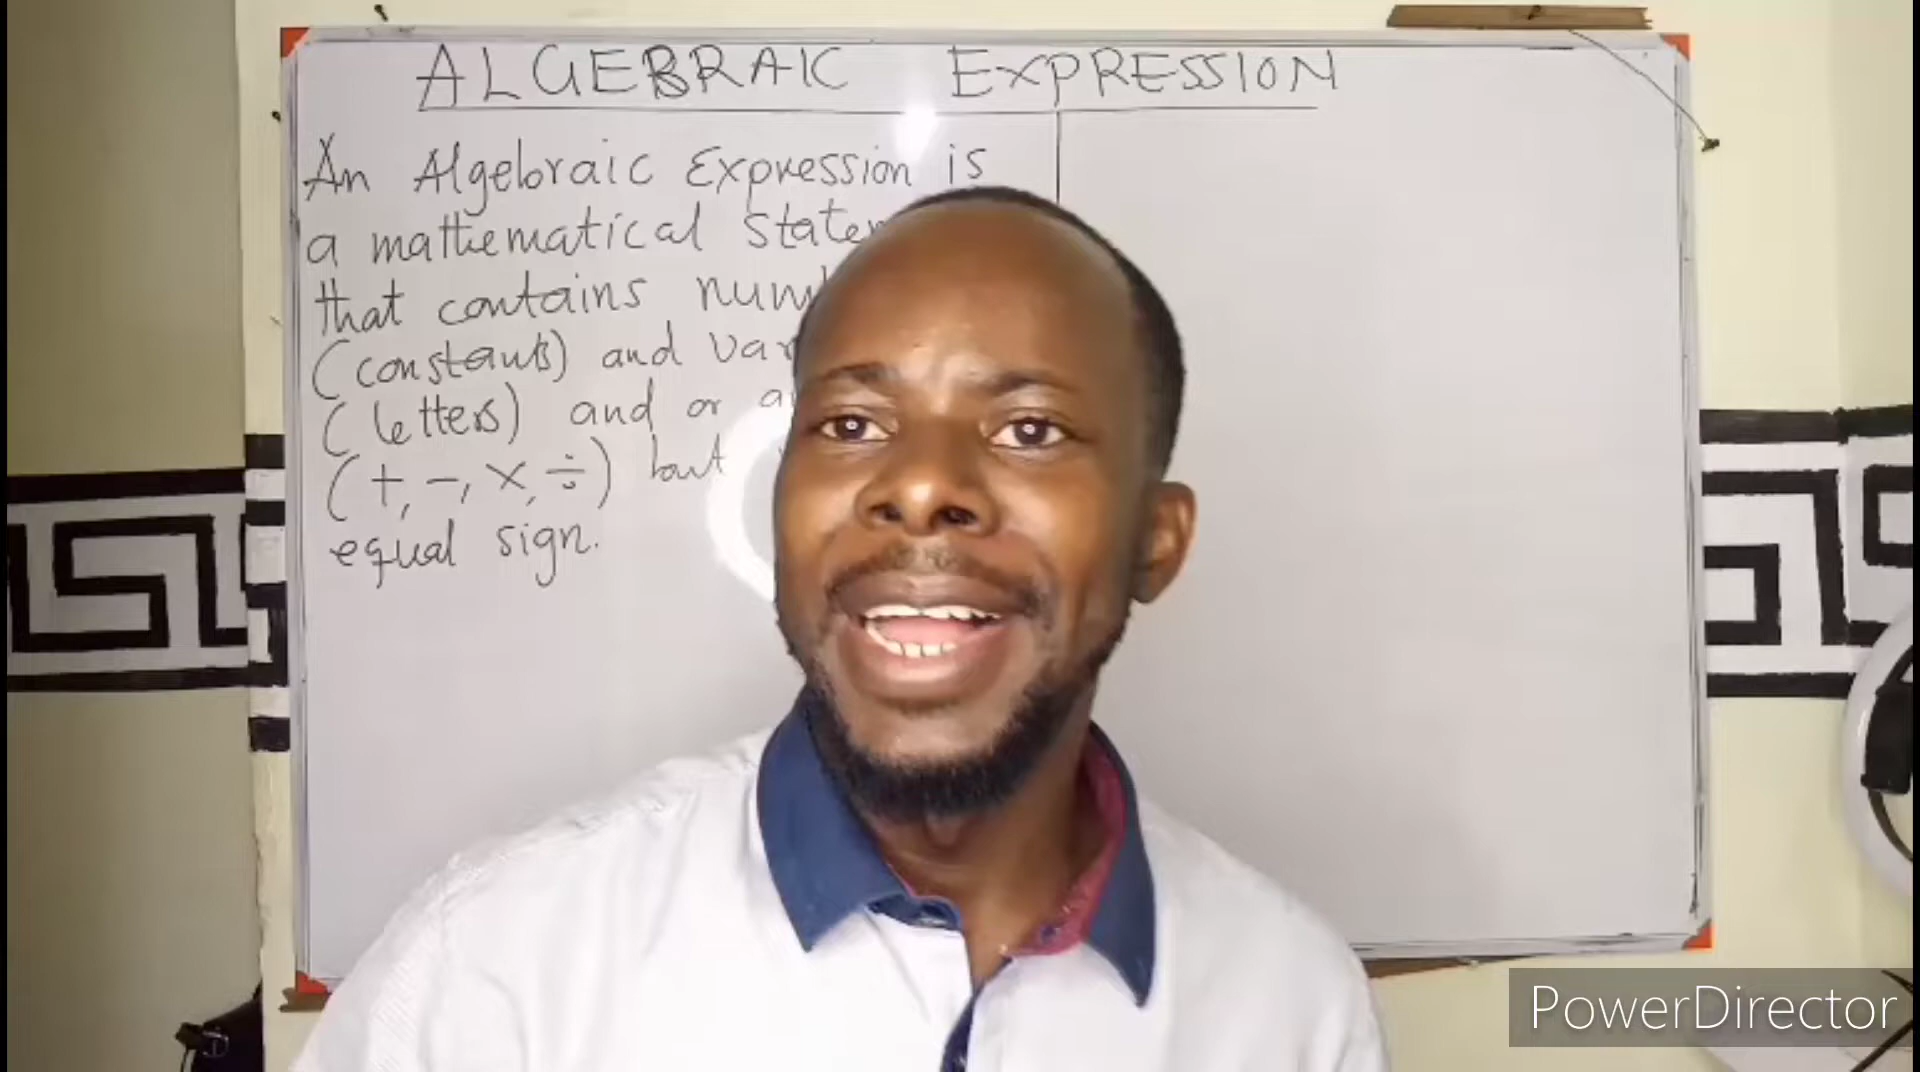 ALGEBRAIC EXPRESSION
An Algebraic Expression is
a mathematical
that contains
(constants) and
(letters) and or
(+, -, ×, ÷) but
equal sign.
PowerDirector